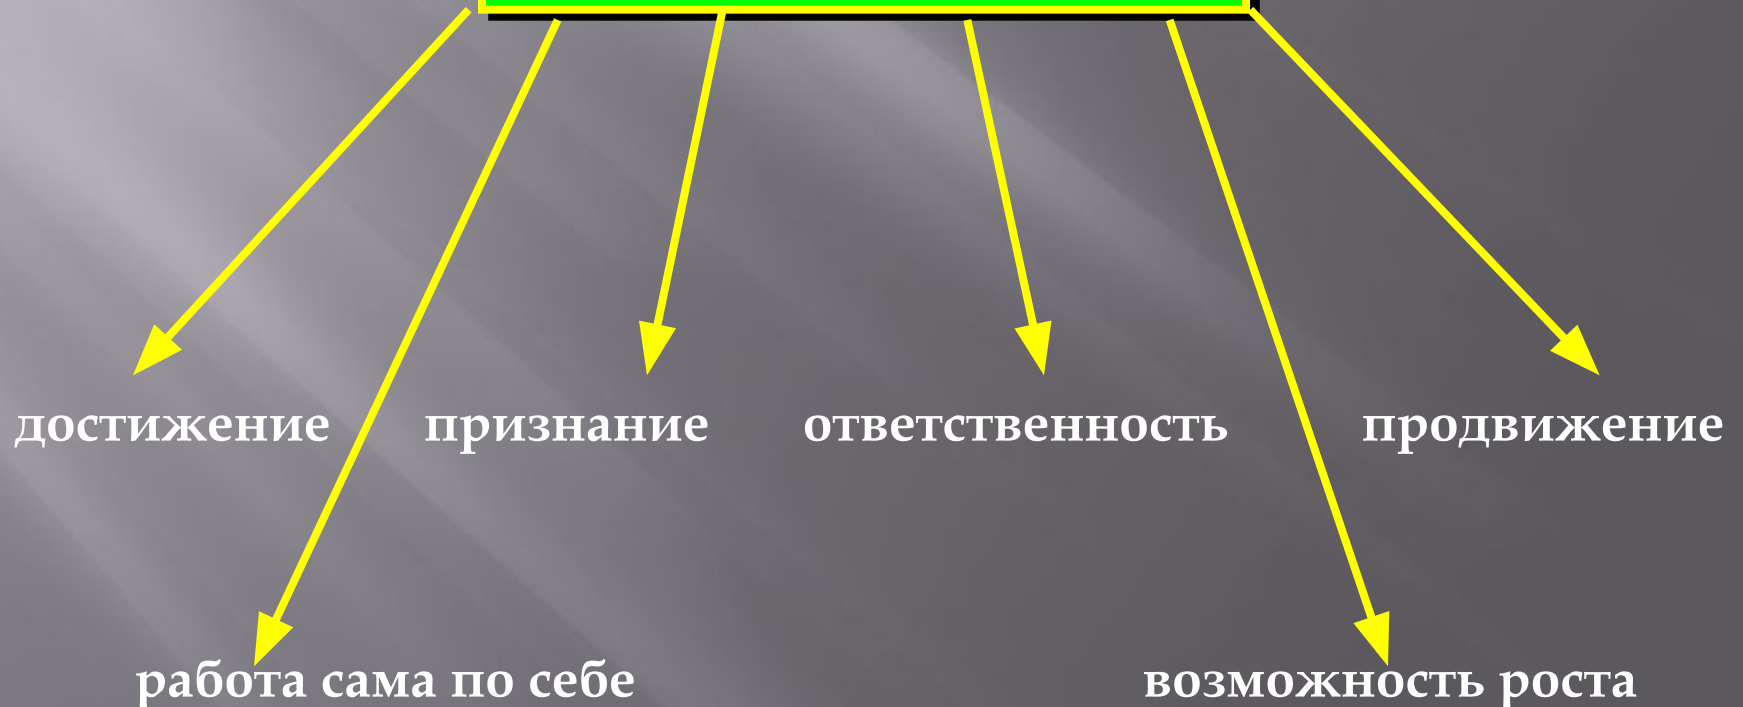 достижение признание ответственность продвижение
работа сама по себе возможность роста